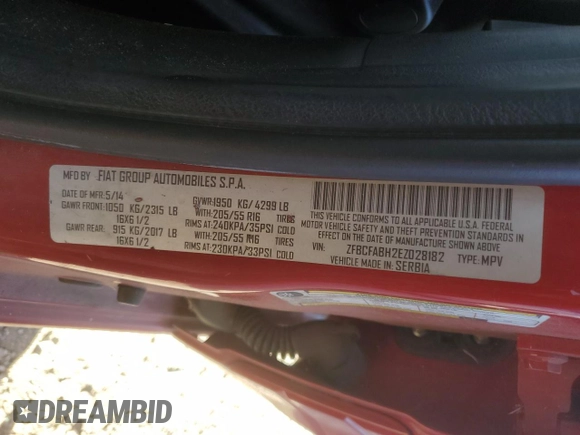 MFD BY FIAT GROUP AUTOMOBILES S.P.A.
DATE OF MFR: 5/14 GVWR: 1950 KG/4299 LB
GAWR FRONT: 1050 KG/2315 LB WITH: 205/55 R16 TIRES
16X6 1/2 RIMS AT: 240KPA/35PSI COLD
GAWR REAR: 915 KG/2017 LB WITH: 205/55 R16 TIRES
16X6 1/2 RIMS AT: 230KPA/33PSI COLD
THIS VEHICLE CONFORMS TO ALL APPLICABLE U.S.A. FEDERAL
MOTOR VEHICLE SAFETY AND THEFT PREVENTION STANDARDS
IN EFFECT ON THE DATE OF MANUFACTURE SHOWN ABOVE.
VIN: ZFBCFABH2EZ028182 TYPE: MPV
VEHICLE MADE IN: SERBIA
DREAMBID